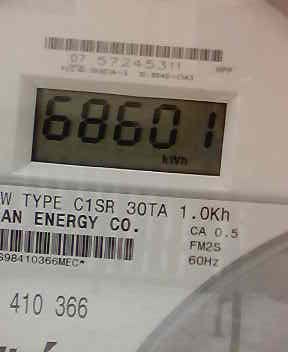 07 57245311
68601
kWh
W TYPE C1SR 30TA 1.0Kh
AN ENERGY CO.
CA 0.5
FM2S
60Hz
S98410366MEC*
410 366